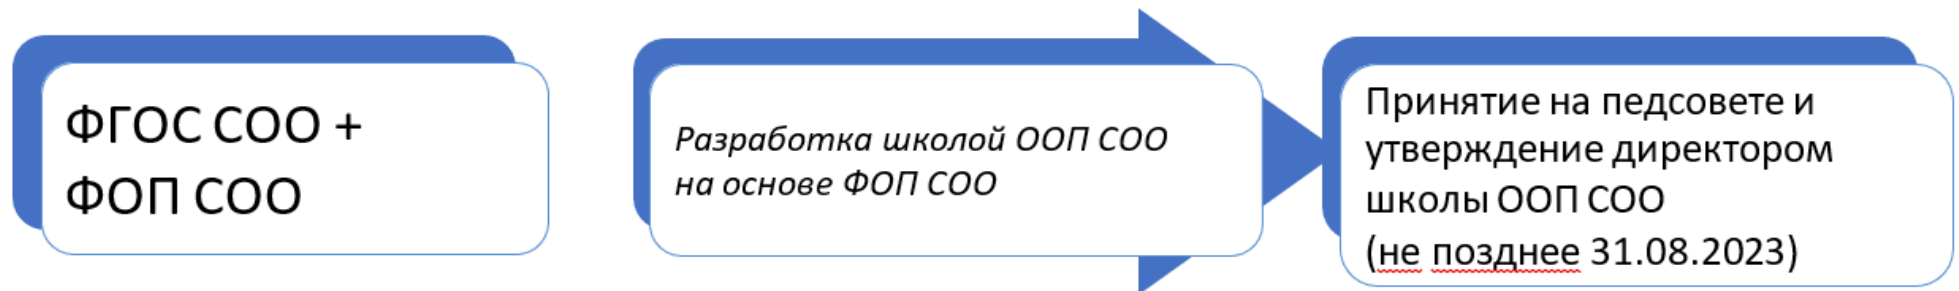 ФГОС СОО +
ФОП СОО
Разработка школой ООП СОО
на основе ФОП СОО
Принятие на педсовете и
утверждение директором
школы ООП СОО
(не позднее 31.08.2023)